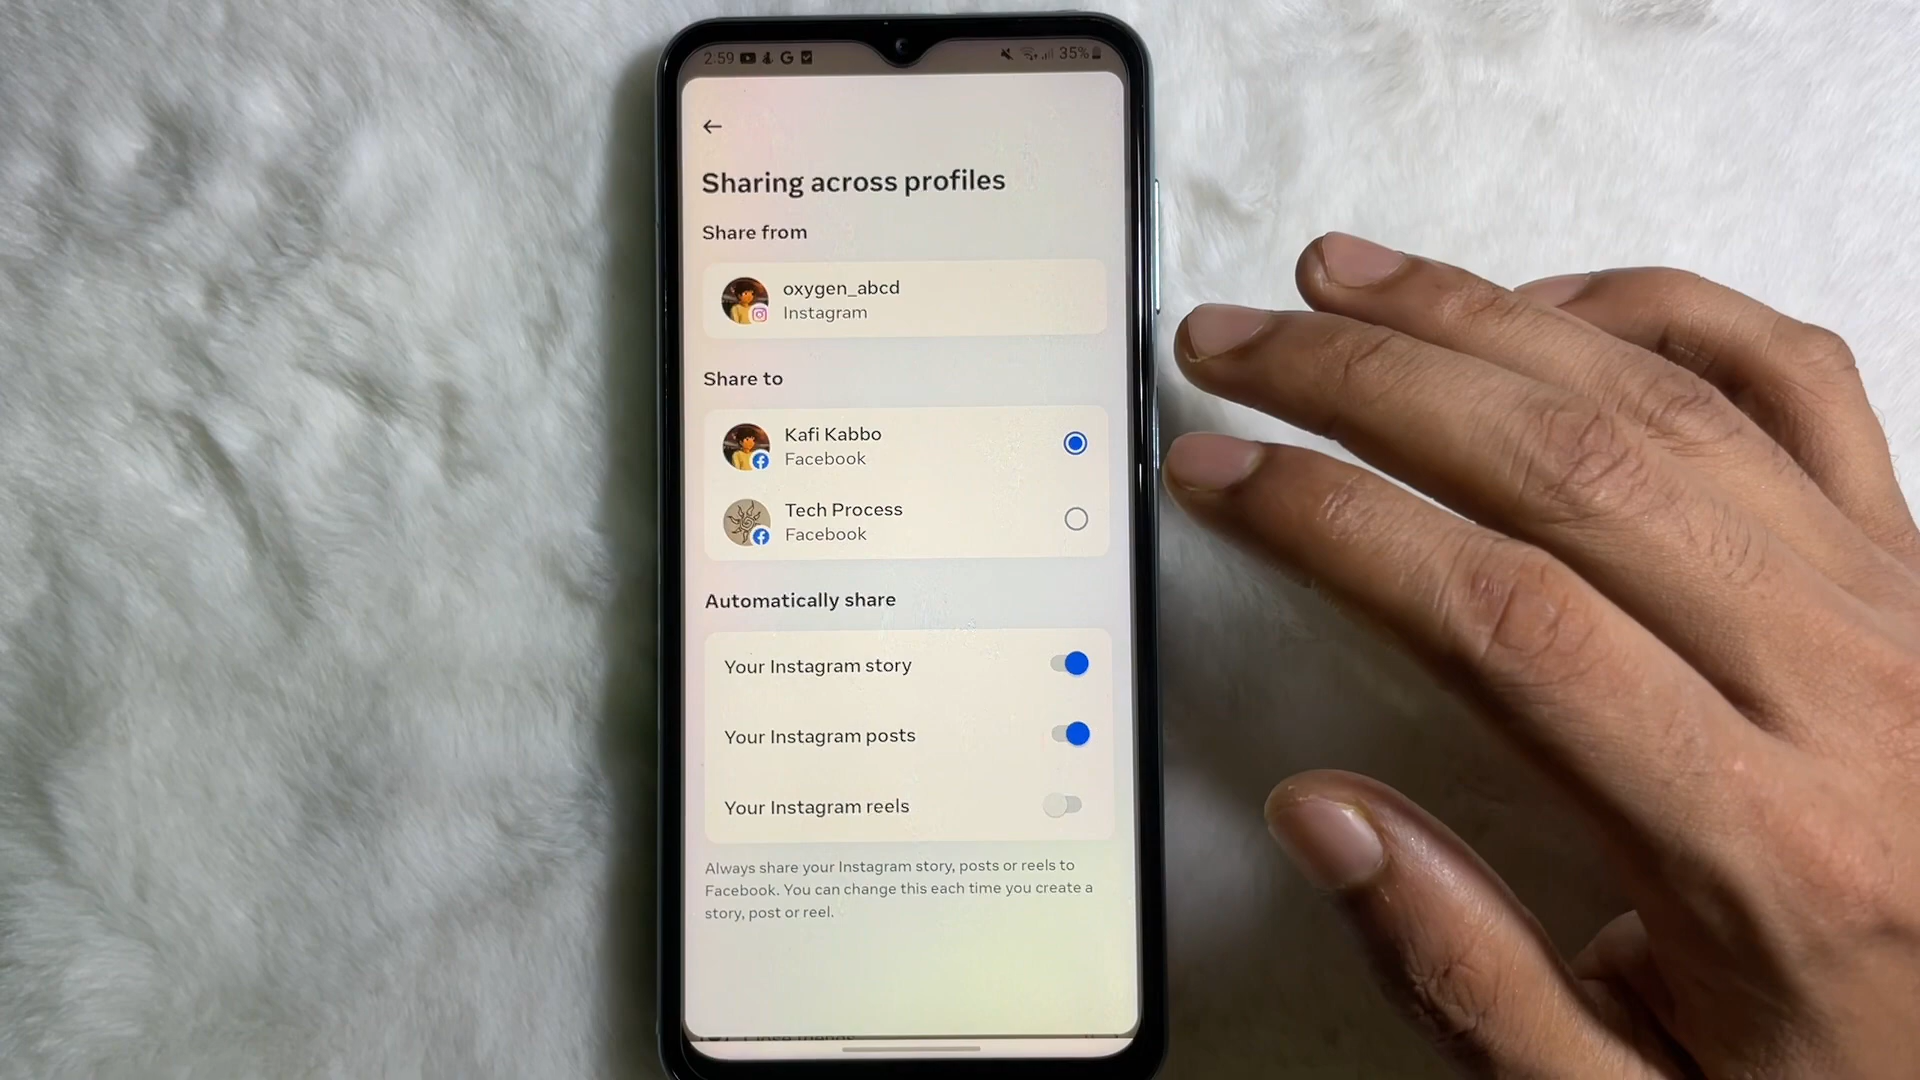 2:59 G 35%
Sharing across profiles
Share from
oxygen_abcd
Instagram
Share to
Kafi Kabbo
Facebook
Tech Process
Facebook
Automatically share
Your Instagram story
Your Instagram posts
Your Instagram reels
Always share your Instagram story, posts or reels to
Facebook. You can change this each time you create a
story, post or reel.